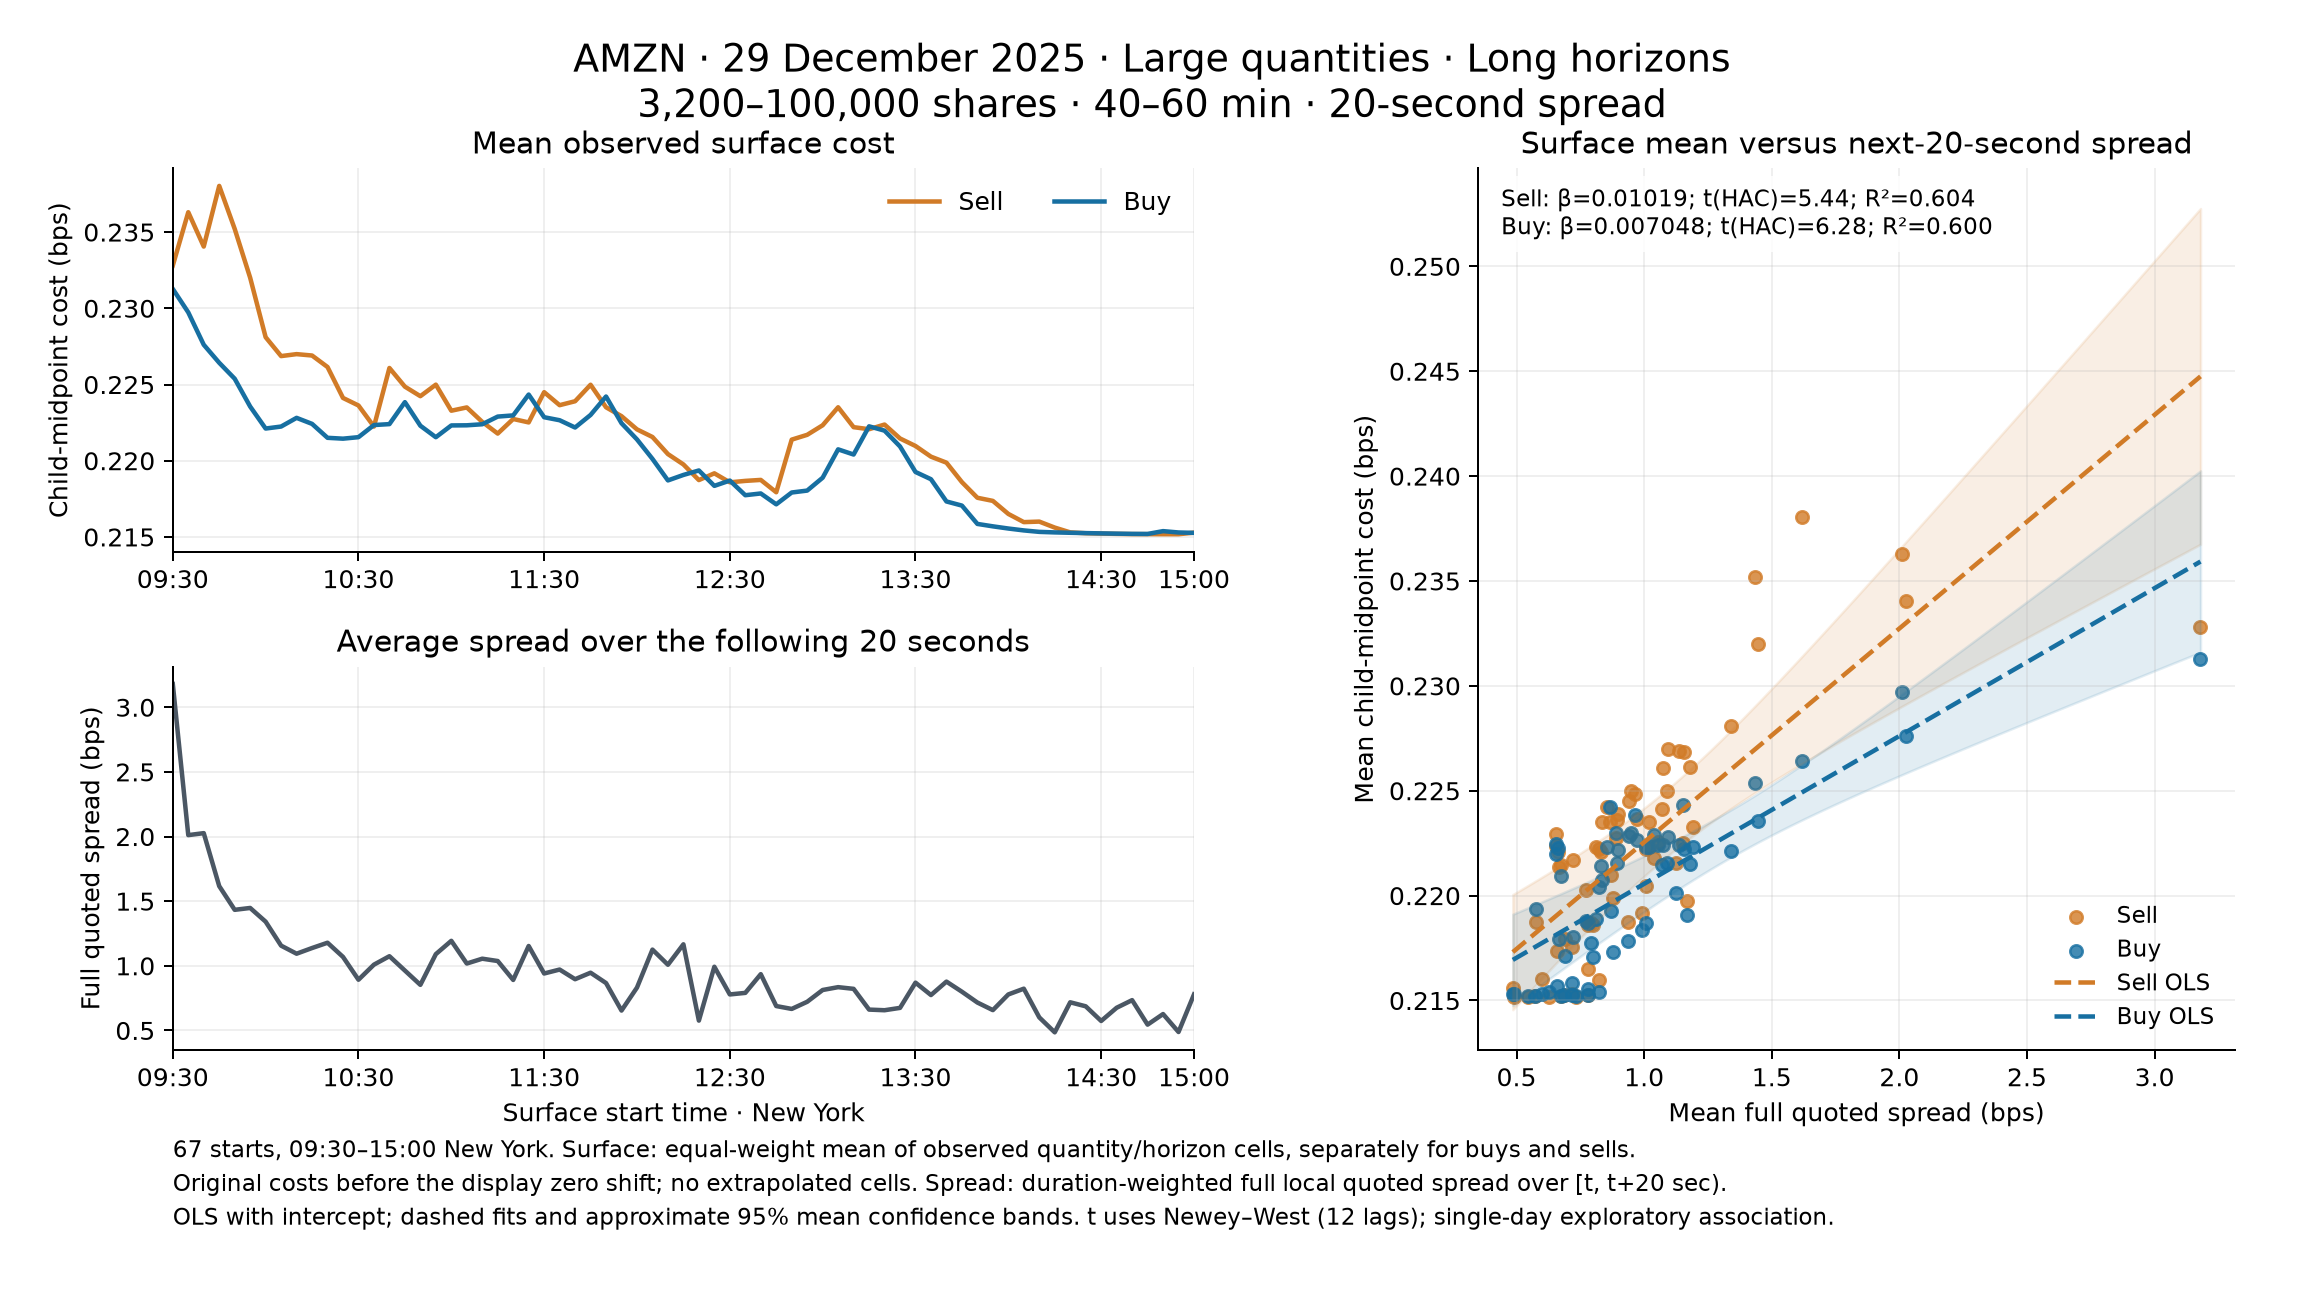 AMZN · 29 December 2025 · Large quantities · Long horizons
3,200–100,000 shares · 40–60 min · 20-second spread
Mean observed surface cost
Sell
Buy
Child-midpoint cost (bps)
0.235
0.230
0.225
0.220
0.215
09:30
10:30
11:30
12:30
13:30
14:30
15:00
Average spread over the following 20 seconds
Full quoted spread (bps)
3.0
2.5
2.0
1.5
1.0
0.5
09:30
10:30
11:30
12:30
13:30
14:30
15:00
Surface start time · New York
Surface mean versus next-20-second spread
Sell: β=0.01019; t(HAC)=5.44; R²=0.604
Buy: β=0.007048; t(HAC)=6.28; R²=0.600
Mean child-midpoint cost (bps)
0.250
0.245
0.240
0.235
0.230
0.225
0.220
0.215
Sell
Buy
Sell OLS
Buy OLS
0.5
1.0
1.5
2.0
2.5
3.0
Mean full quoted spread (bps)
67 starts, 09:30–15:00 New York. Surface: equal-weight mean of observed quantity/horizon cells, separately for buys and sells.
Original costs before the display zero shift; no extrapolated cells. Spread: duration-weighted full local quoted spread over [t, t+20 sec).
OLS with intercept; dashed fits and approximate 95% mean confidence bands. t uses Newey–West (12 lags); single-day exploratory association.